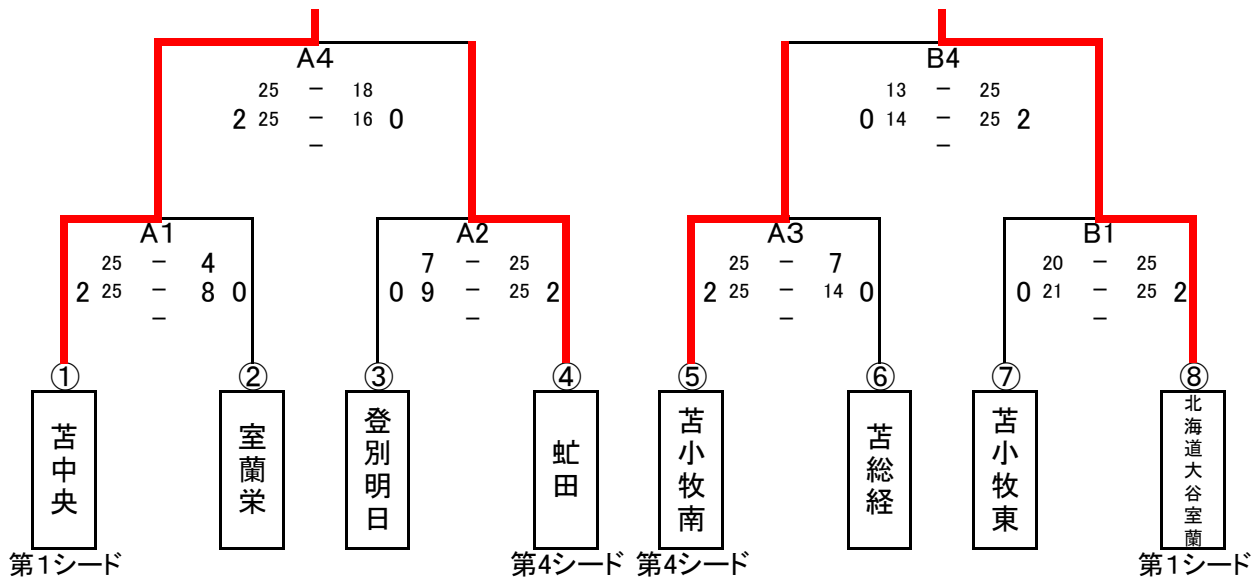 A4 B4
25 － 18 13 － 25
2 25 － 16 0 0 14 － 25 2
－ －
A1 A2 A3 B1
25 － 4 7 － 25 25 － 7 20 － 25
2 25 － 8 0 0 9 － 25 2 2 25 － 14 0 0 21 － 25 2
－ － － －
① ② ③ ④ ⑤ ⑥ ⑦ ⑧
苫中央
室蘭栄
登別明日
虻田
苫小牧南
苫総経
苫小牧東
北海道大谷室蘭
第1シード 第4シード 第4シード 第1シード